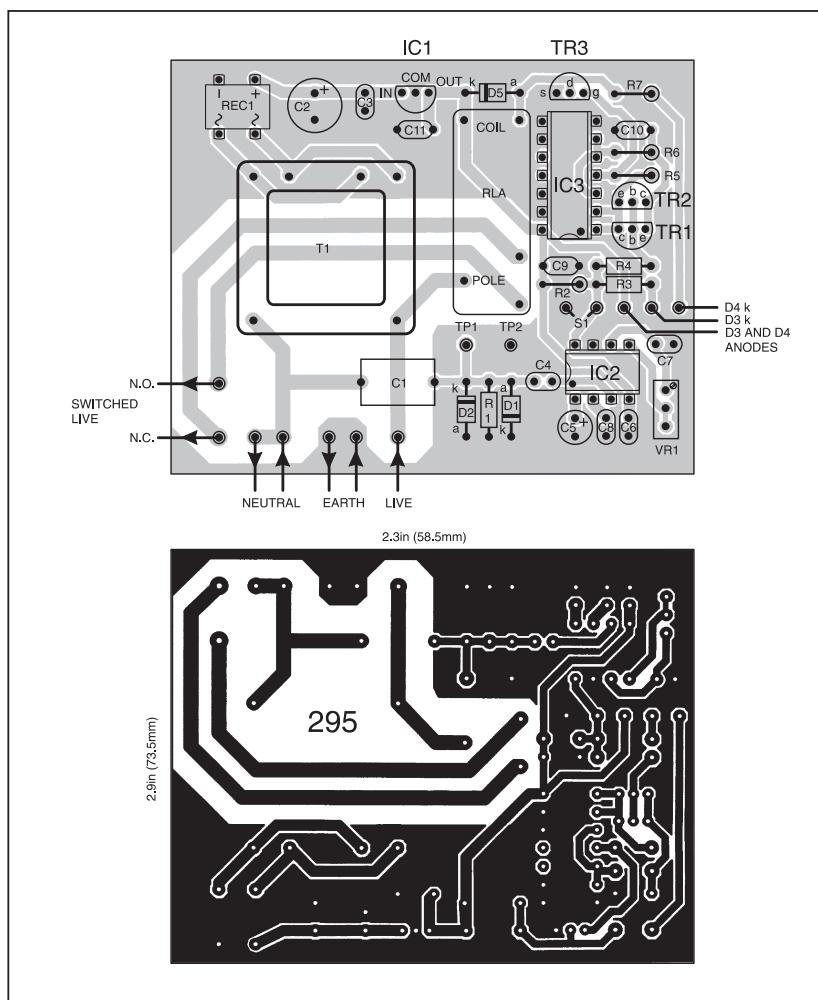 IC1
TR3
COM
IN
OUT
k
D5
a
s
d
g
R7
REC1
C2
+
C3
C11
COIL
C10
IC3
R6
R5
RLA
e b c
TR2
c b e
TR1
T1
C9
R4
R2
R3
POLE
S1
D4 k
D3 k
D3 AND D4
ANODES
TP1
TP2
C7
C4
IC2
N.O.
SWITCHED
LIVE
N.C.
C1
k
D2
a
R
1
a
D1
k
C5
+
C8
C6
VR1
NEUTRAL
EARTH
LIVE
2.3in (58.5mm)
2.9in (73.5mm)
295